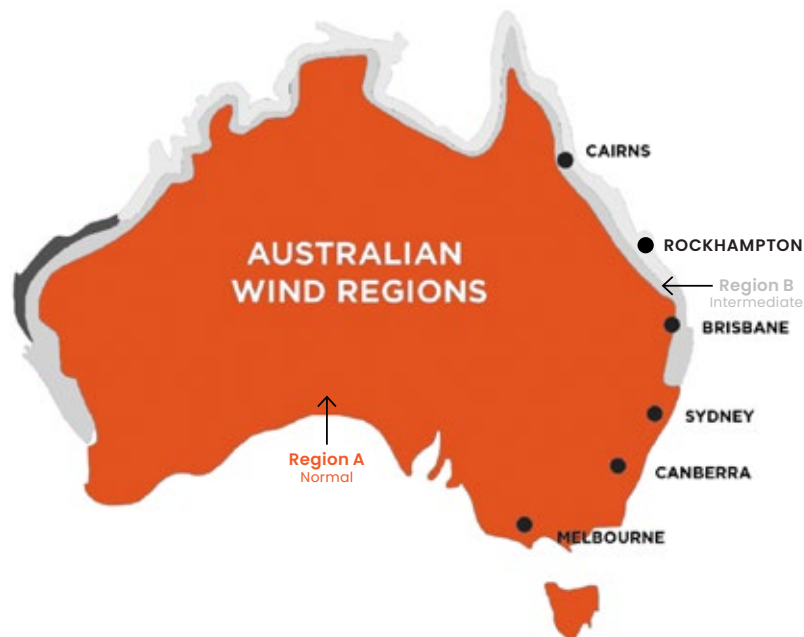 CAIRNS
ROCKHAMPTON
AUSTRALIAN
WIND REGIONS
Region B
Intermediate
BRISBANE
SYDNEY
Region A
Normal
CANBERRA
MELBOURNE